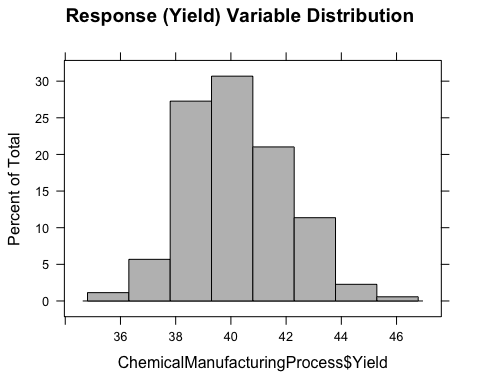 Response (Yield) Variable Distribution
Percent of Total
30
25
20
15
10
5
0
36 38 40 42 44 46
ChemicalManufacturingProcess$Yield